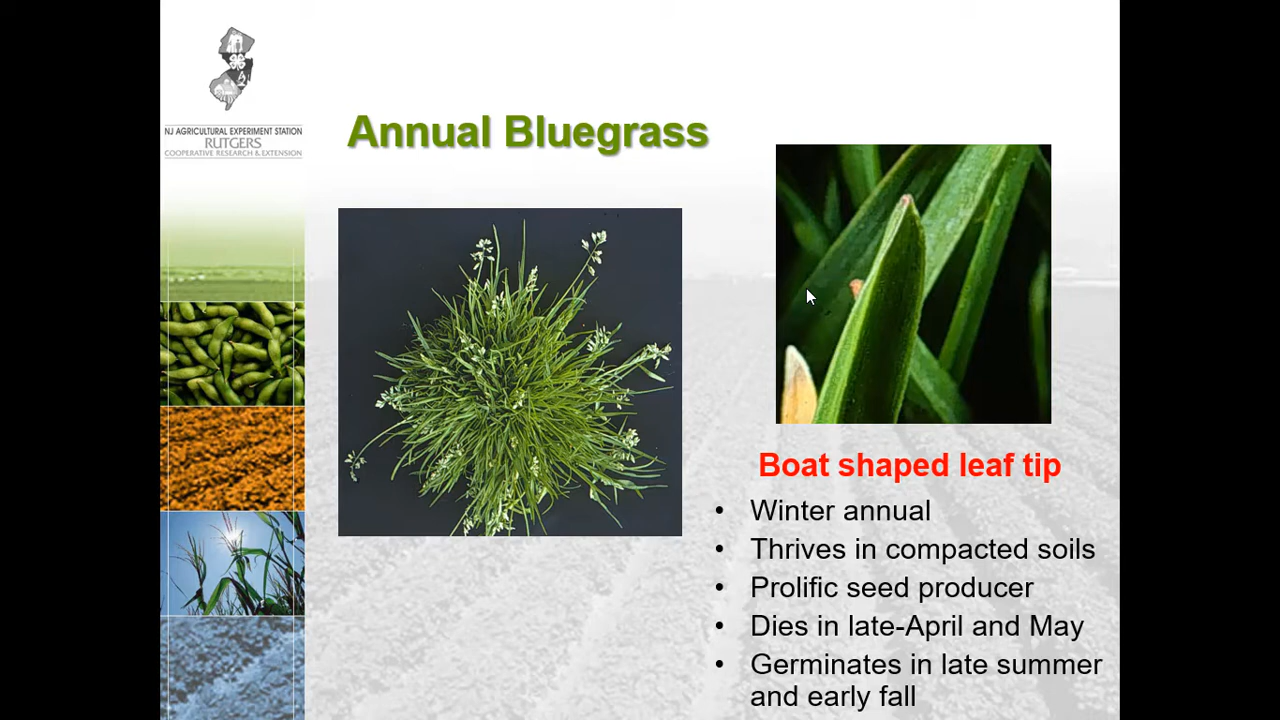 NJ AGRICULTURAL EXPERIMENT STATION
RUTGERS
COOPERATIVE RESEARCH & EXTENSION
Annual Bluegrass
Boat shaped leaf tip
• Winter annual
• Thrives in compacted soils
• Prolific seed producer
• Dies in late-April and May
• Germinates in late summer
and early fall